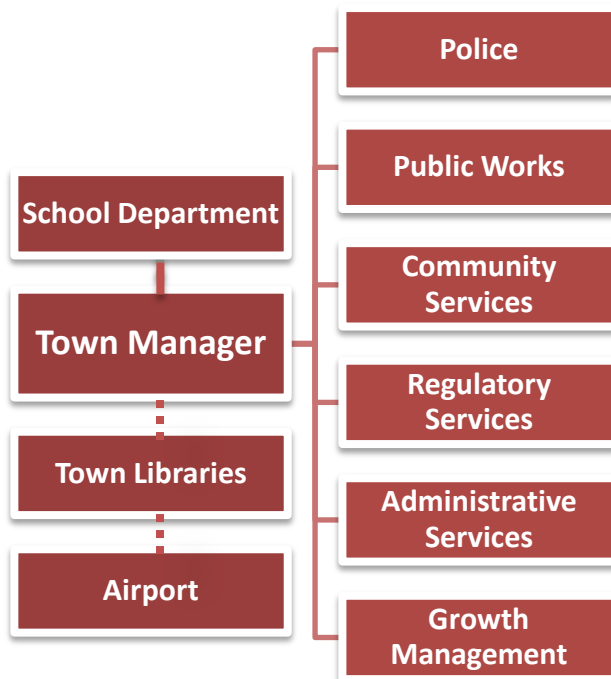 School Department
Town Manager
Town Libraries
Airport
Police
Public Works
Community
Services
Regulatory
Services
Administrative
Services
Growth
Management